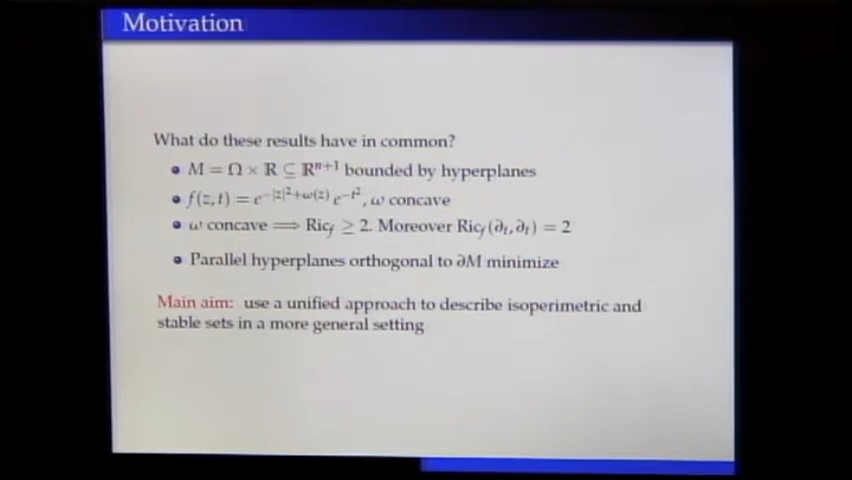 Motivation
What do these results have in common?
• M = Ω × ℝ ⊆ ℝⁿ⁺¹ bounded by hyperplanes
• f(z, t) = e^{−|z|²+ω(z)} e^{−t²}, ω concave
• ω concave ⟹ Ric_f ≥ 2. Moreover Ric_f(∂_t, ∂_t) = 2
• Parallel hyperplanes orthogonal to ∂M minimize
Main aim: use a unified approach to describe isoperimetric and
stable sets in a more general setting